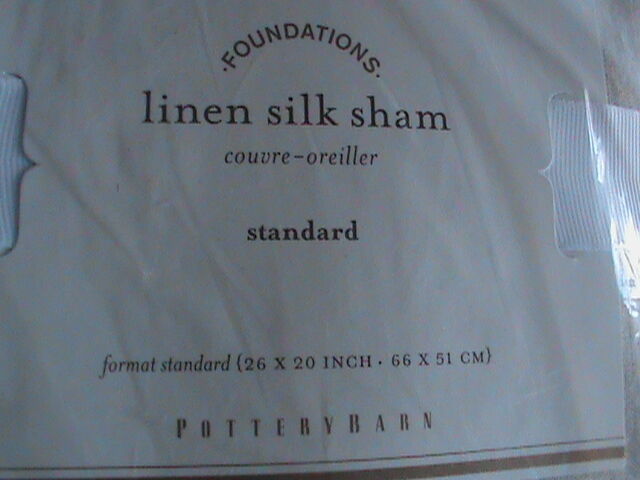 ·FOUNDATIONS·
linen silk sham
couvre-oreiller
standard
format standard {26 X 20 INCH · 66 X 51 CM}
POTTERYBARN